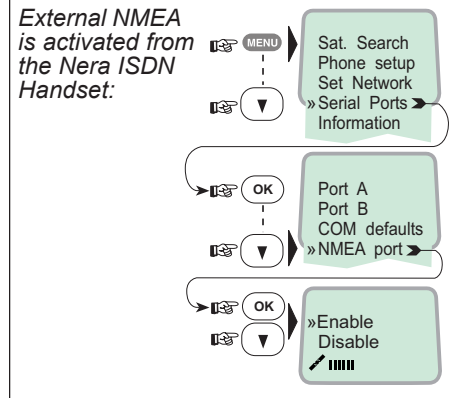 External NMEA
is activated from
the Nera ISDN
Handset:
MENU
Sat. Search
Phone setup
Set Network
»Serial Ports
Information
OK
Port A
Port B
COM defaults
»NMEA port
OK
»Enable
Disable